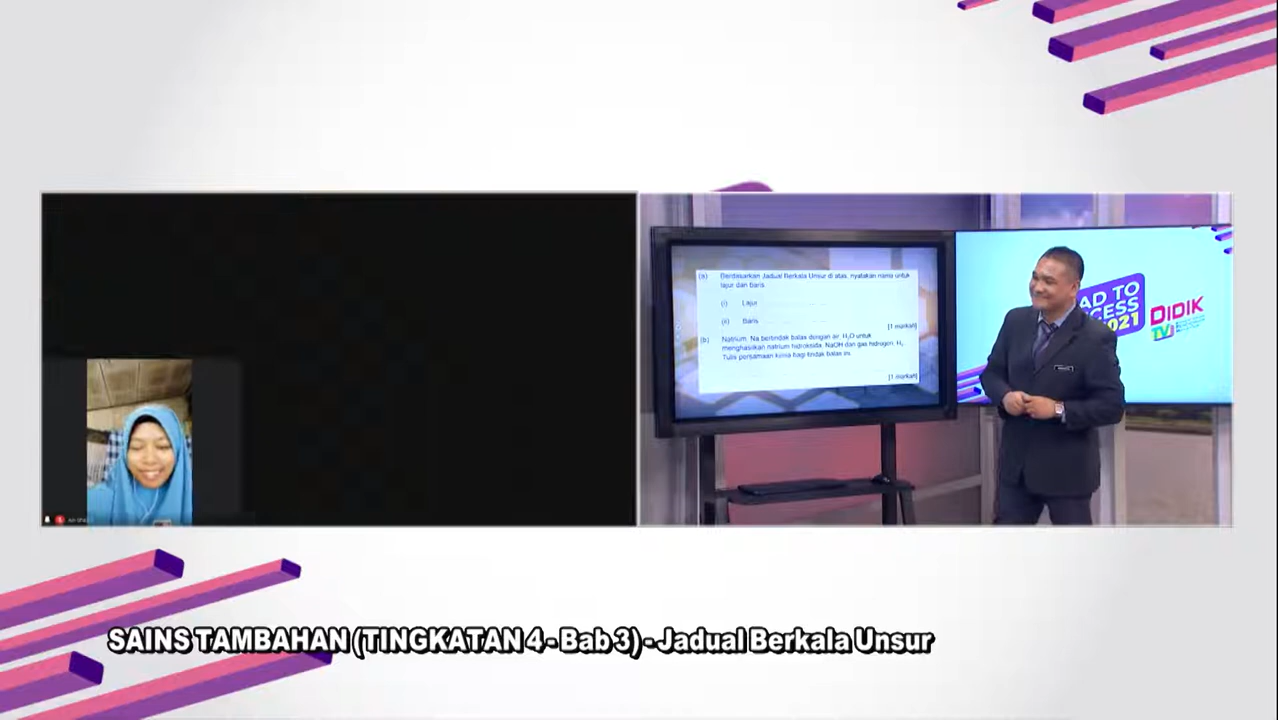 (a) Berdasarkan Jadual Berkala Unsur di atas, nyatakan nama untuk
lajur dan baris.
(i) Lajur
(ii) Baris
[1 markah]
(b) Natrium, Na bertindak balas dengan air, H₂O untuk
menghasilkan natrium hidroksida, NaOH dan gas hidrogen, H₂.
Tulis persamaan kimia bagi tindak balas ini.
[1 markah]
AD TO
CESS
2021
DIDIK
TV
SAINS TAMBAHAN (TINGKATAN 4 - Bab 3) - Jadual Berkala Unsur